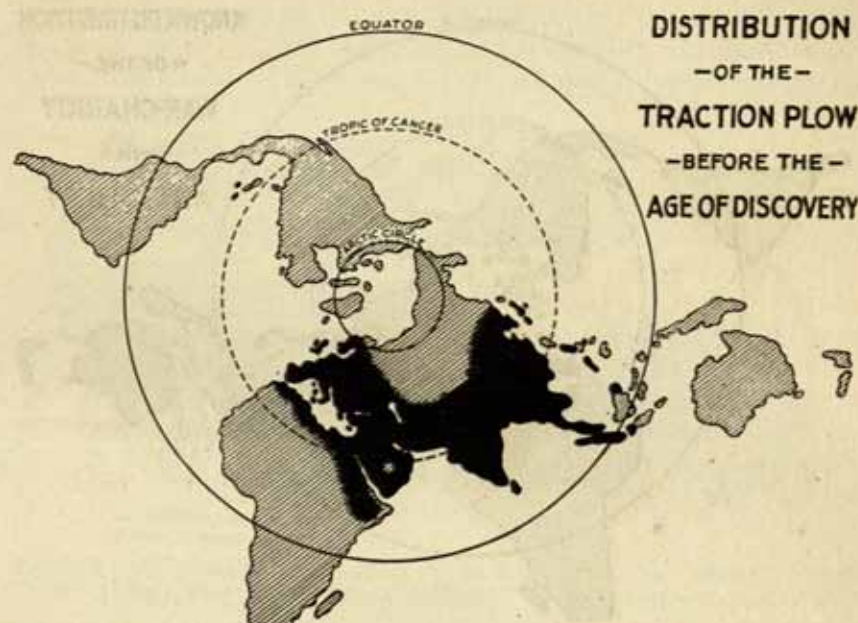 EQUATOR
TROPIC OF CANCER
ARCTIC CIRCLE
DISTRIBUTION
—OF THE—
TRACTION PLOW
—BEFORE THE—
AGE OF DISCOVERY